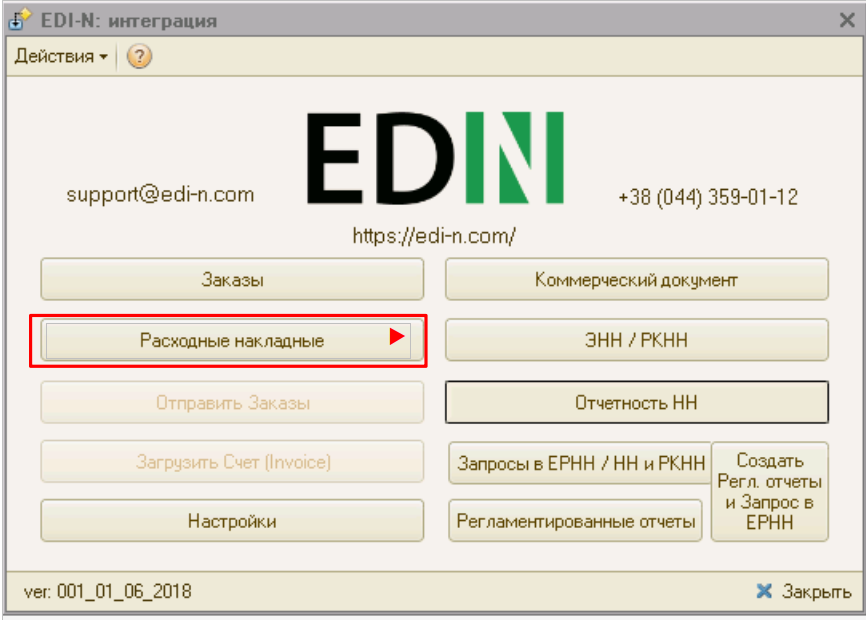 EDI-N: интеграция
Действия
?
EDIN
support@edi-n.com
+38 (044) 359-01-12
https://edi-n.com/
Заказы
Коммерческий документ
Расходные накладные
ЭНН / РКНН
Отправить Заказы
Отчетность НН
Загрузить Счет (Invoice)
Запросы в ЕРНН / НН и РКНН
Создать
Регл. отчеты
и Запрос в
ЕРНН
Настройки
Регламентированные отчеты
ver: 001_01_06_2018
Закрыть